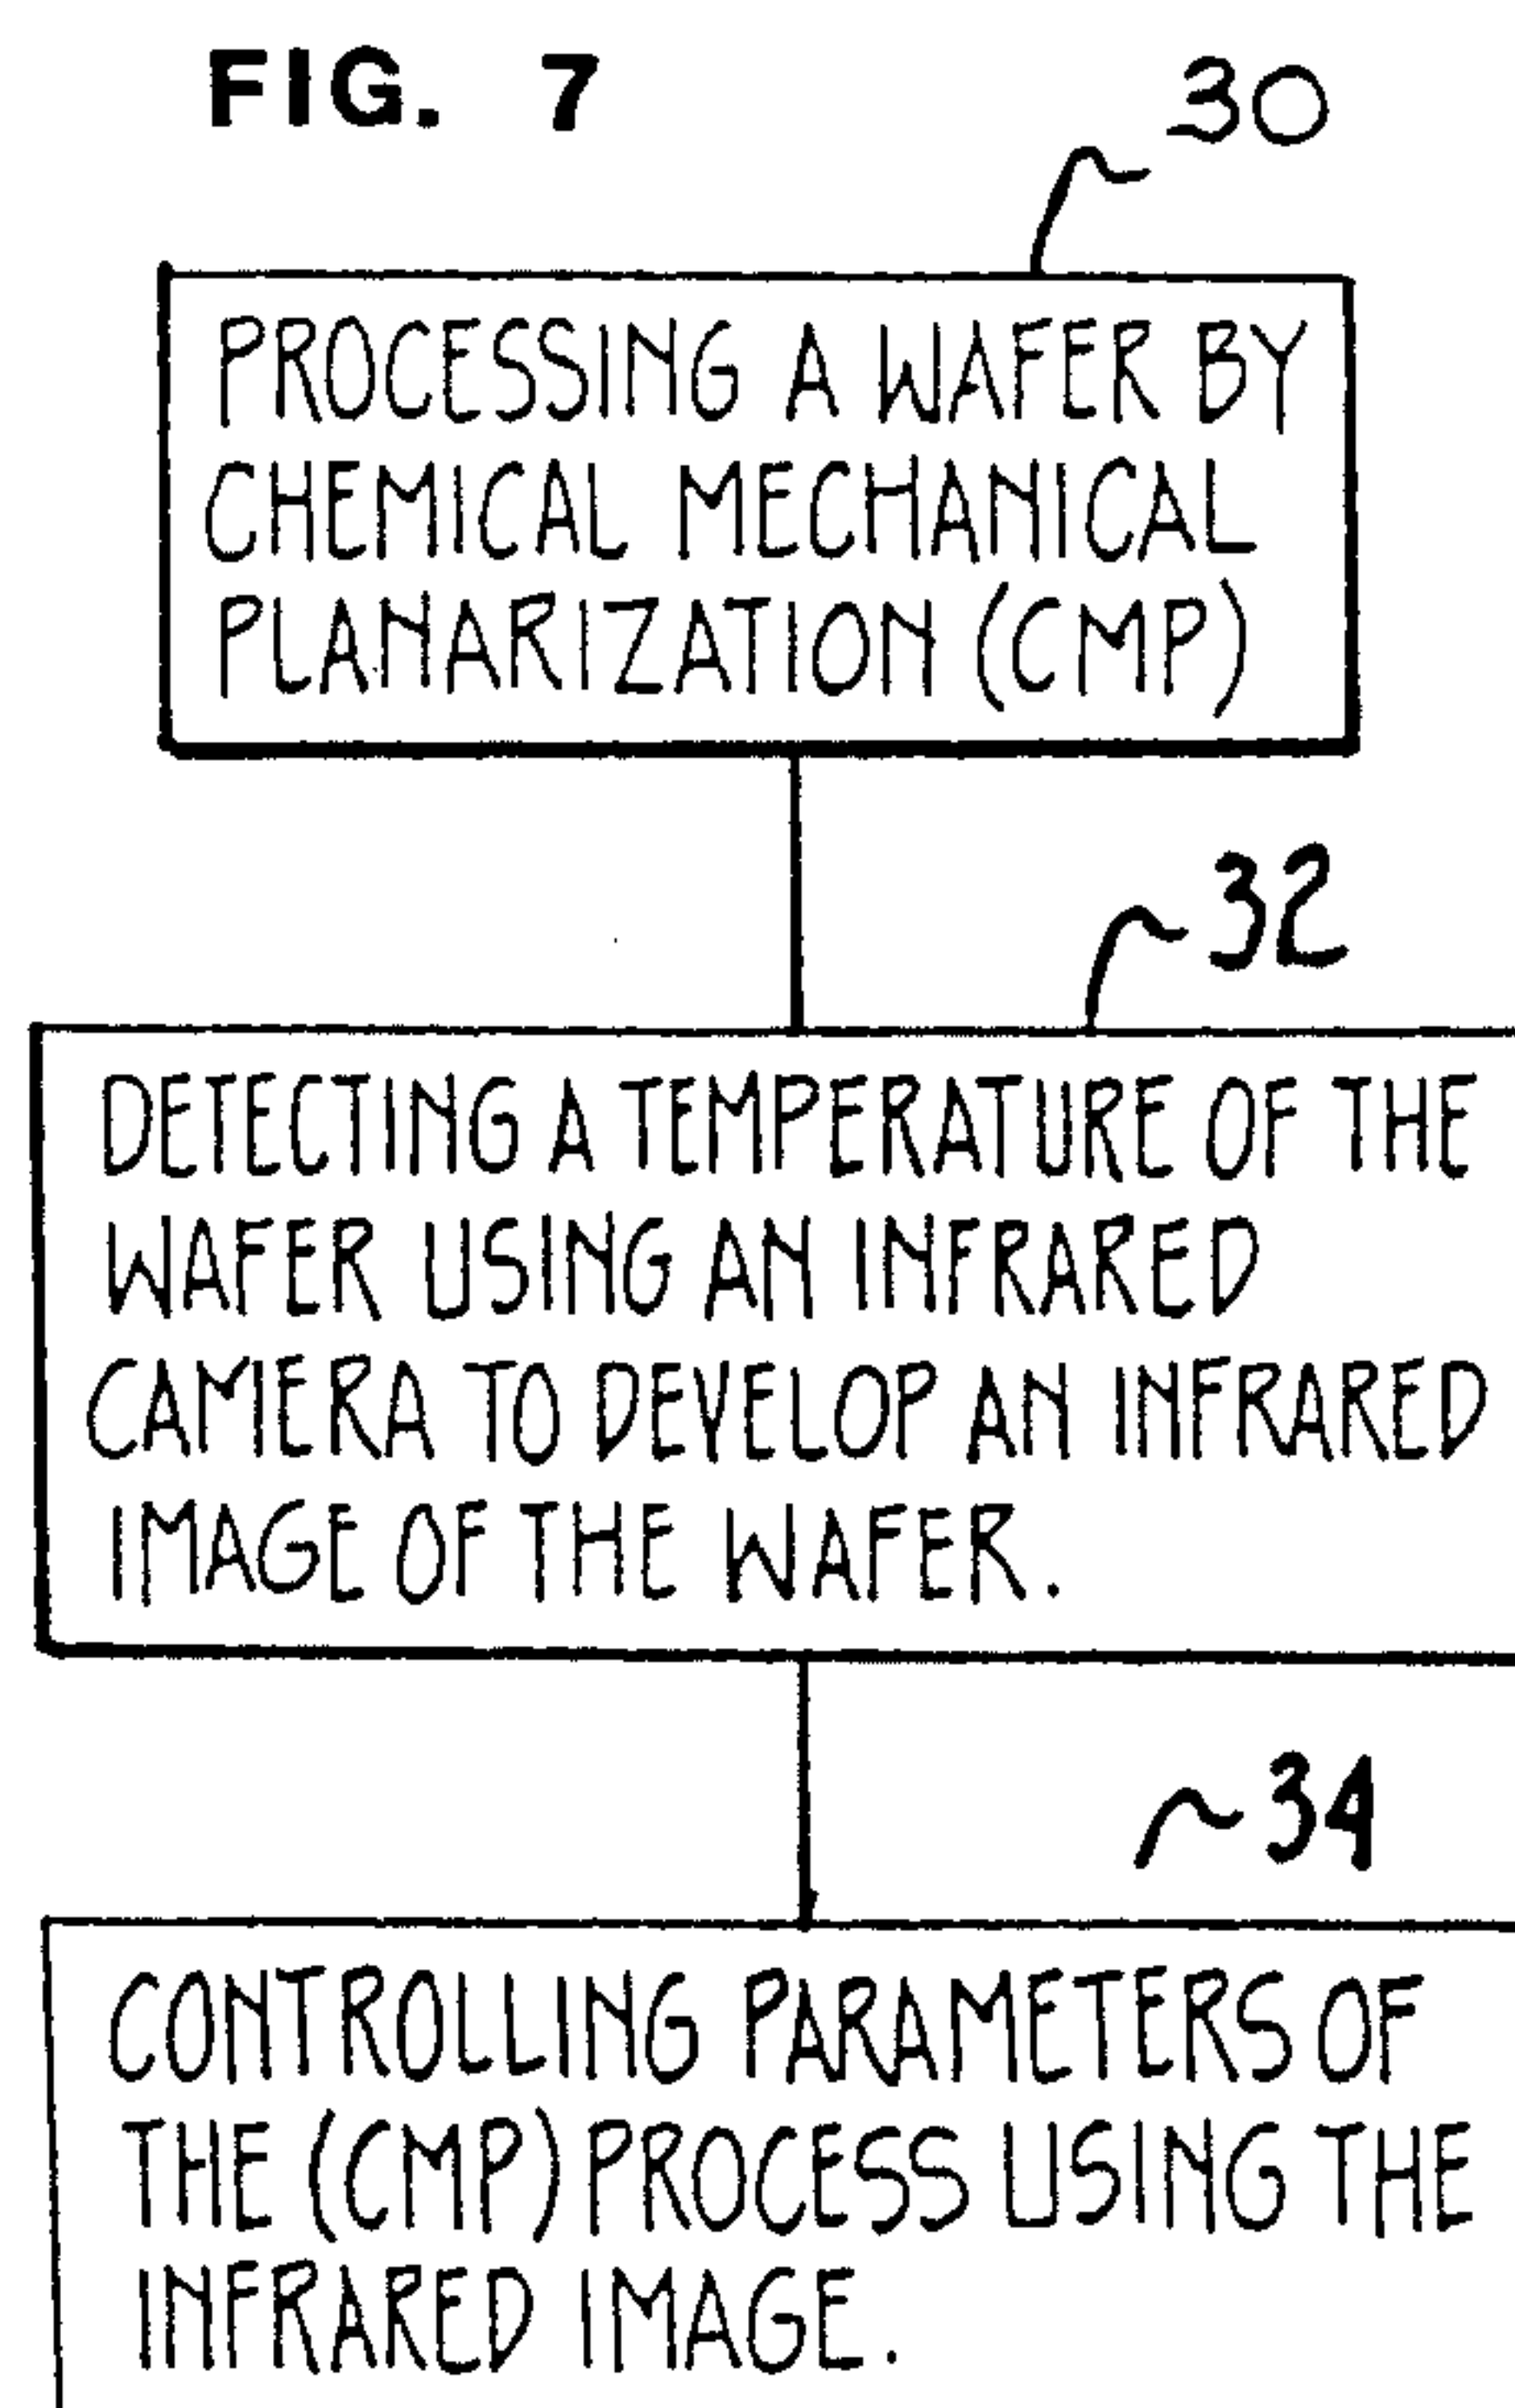 FIG. 7
30
PROCESSING A WAFER BY
CHEMICAL MECHANICAL
PLANARIZATION (CMP)
32
DETECTING A TEMPERATURE OF THE
WAFER USING AN INFRARED
CAMERA TO DEVELOP AN INFRARED
IMAGE OF THE WAFER.
34
CONTROLLING PARAMETERS OF
THE (CMP) PROCESS USING THE
INFRARED IMAGE.